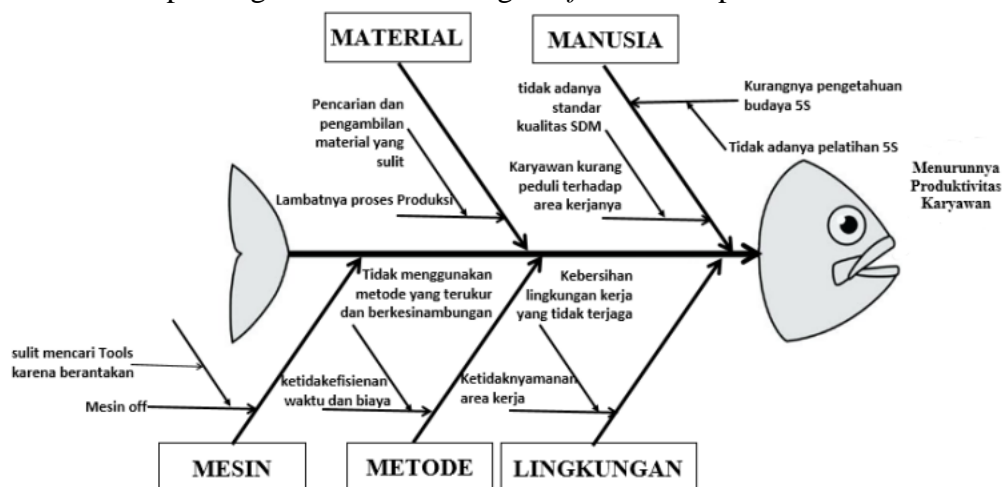 MATERIAL
MANUSIA
Pencarian dan
pengambilan
material yang
sulit
Lambatnya proses Produksi
tidak adanya
standar
kualitas SDM
Karyawan kurang
peduli terhadap
area kerjanya
Kurangnya pengetahuan
budaya 5S
Tidak adanya pelatihan 5S
Menurunnya
Produktivitas
Karyawan
sulit mencari Tools
karena berantakan
Mesin off
Tidak menggunakan
metode yang terukur
dan berkesinambungan
ketidakefisienan
waktu dan biaya
Kebersihan
lingkungan kerja
yang tidak terjaga
Ketidaknyamanan
area kerja
MESIN
METODE
LINGKUNGAN